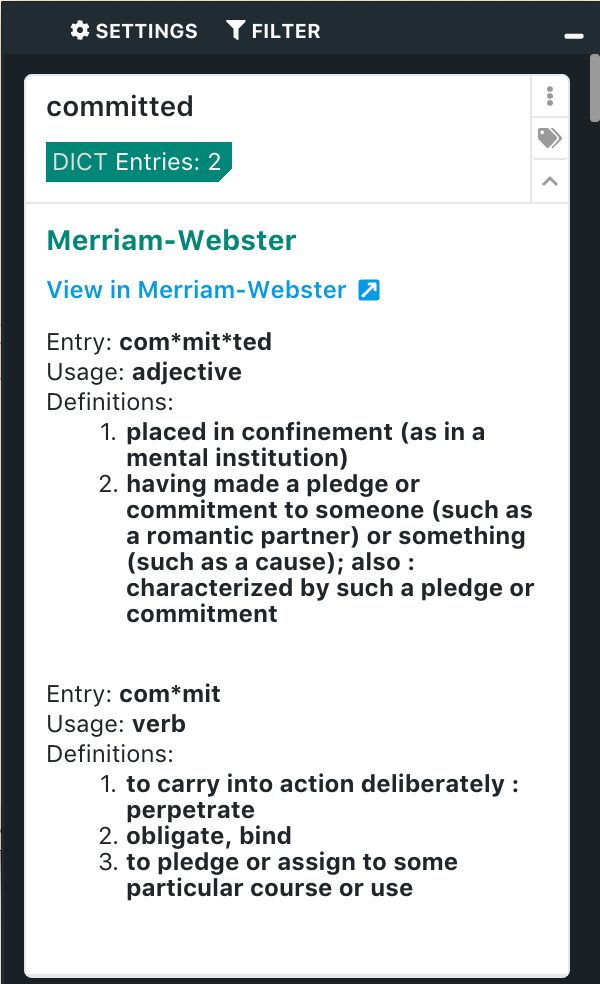 SETTINGS FILTER
committed
DICT Entries: 2
Merriam-Webster
View in Merriam-Webster
Entry: com*mit*ted
Usage: adjective
Definitions:
1. placed in confinement (as in a
mental institution)
2. having made a pledge or
commitment to someone (such as
a romantic partner) or something
(such as a cause); also :
characterized by such a pledge or
commitment
Entry: com*mit
Usage: verb
Definitions:
1. to carry into action deliberately :
perpetrate
2. obligate, bind
3. to pledge or assign to some
particular course or use